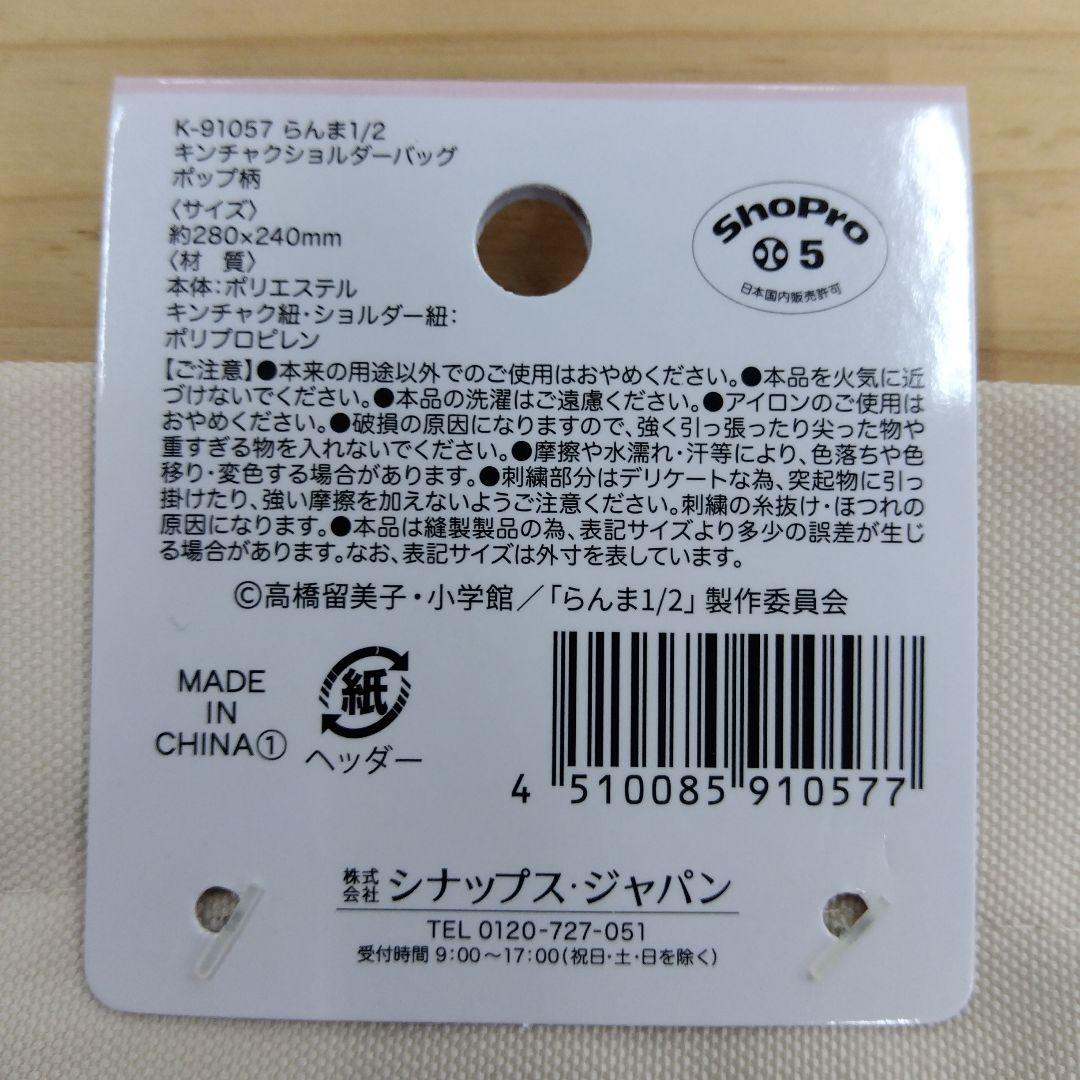 K-91057 らんま1/2
キンチャクショルダーバッグ
ポップ柄
〈サイズ〉
約280×240mm
〈材　質〉
本体:ポリエステル
キンチャク紐・ショルダー紐:
ポリプロピレン
ShoPro
5
日本国内販売許可
【ご注意】●本来の用途以外でのご使用はおやめください。●本品を火気に近
づけないでください。●本品の洗濯はご遠慮ください。●アイロンのご使用は
おやめください。●破損の原因になりますので、強く引っ張ったり尖った物や
重すぎる物を入れないでください。●摩擦や水濡れ・汗等により、色落ちや色
移り・変色する場合があります。●刺繍部分はデリケートな為、突起物に引っ
掛けたり、強い摩擦を加えないようご注意ください。刺繍の糸抜け・ほつれの
原因になります。●本品は縫製製品の為、表記サイズより多少の誤差が生じ
る場合があります。なお、表記サイズは外寸を表しています。
©高橋留美子・小学館／「らんま1/2」製作委員会
MADE
IN
CHINA①
紙
ヘッダー
4 510085 910577
株式会社 シナップス・ジャパン
TEL 0120-727-051
受付時間 9:00～17:00(祝日・土・日を除く)